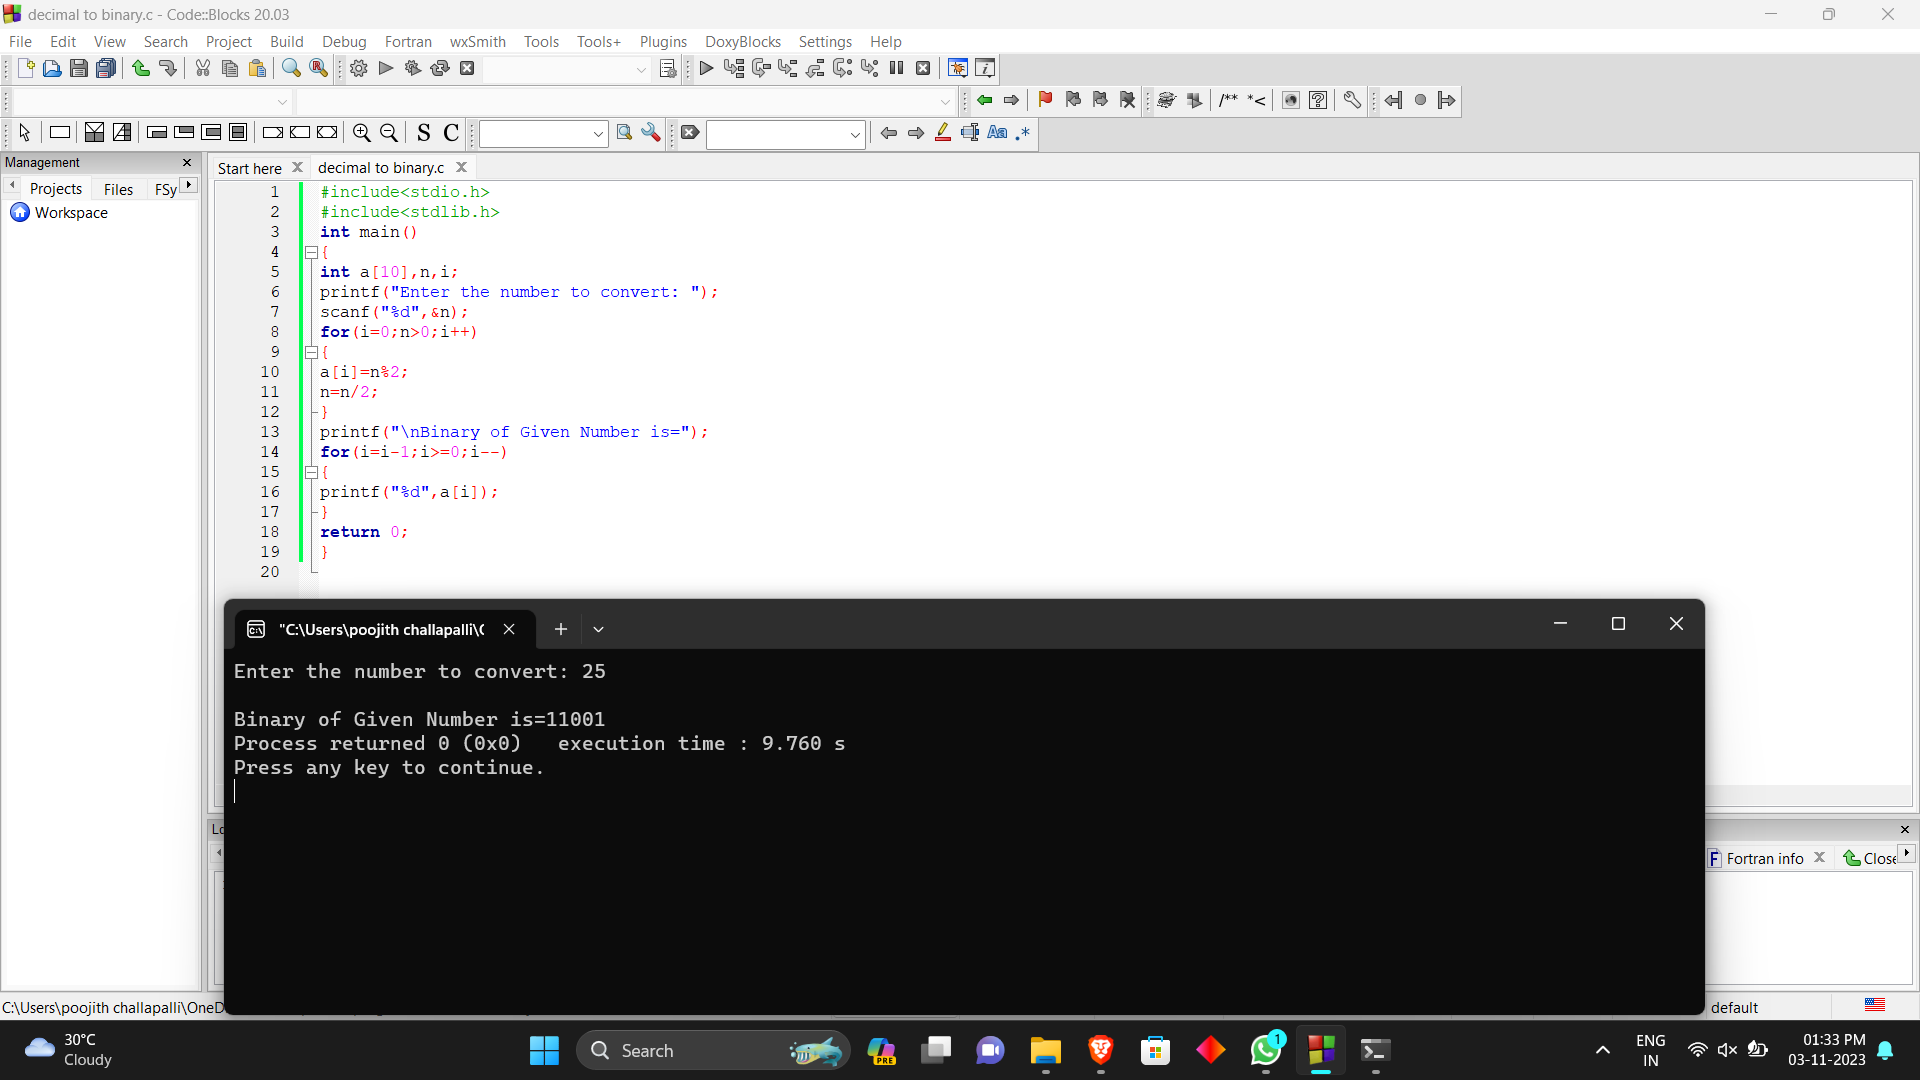 decimal to binary.c - Code::Blocks 20.03
File Edit View Search Project Build Debug Fortran wxSmith Tools Tools+ Plugins DoxyBlocks Settings Help
/** *<
S C
Aa .*
Management
Start here decimal to binary.c
Projects Files FSy
Workspace
1 #include<stdio.h>
2 #include<stdlib.h>
3 int main()
4 {
5 int a[10],n,i;
6 printf("Enter the number to convert: ");
7 scanf("%d",&n);
8 for(i=0;n>0;i++)
9 {
10 a[i]=n%2;
11 n=n/2;
12 }
13 printf("\nBinary of Given Number is=");
14 for(i=i-1;i>=0;i--)
15 {
16 printf("%d",a[i]);
17 }
18 return 0;
19 }
20
"C:\Users\poojith challapalli\
Enter the number to convert: 25
Binary of Given Number is=11001
Process returned 0 (0x0)   execution time : 9.760 s
Press any key to continue.
Fortran info
Close
C:\Users\poojith challapalli\OneD
default
30°C
Cloudy
Search
PRE
1
ENG
IN
01:33 PM
03-11-2023